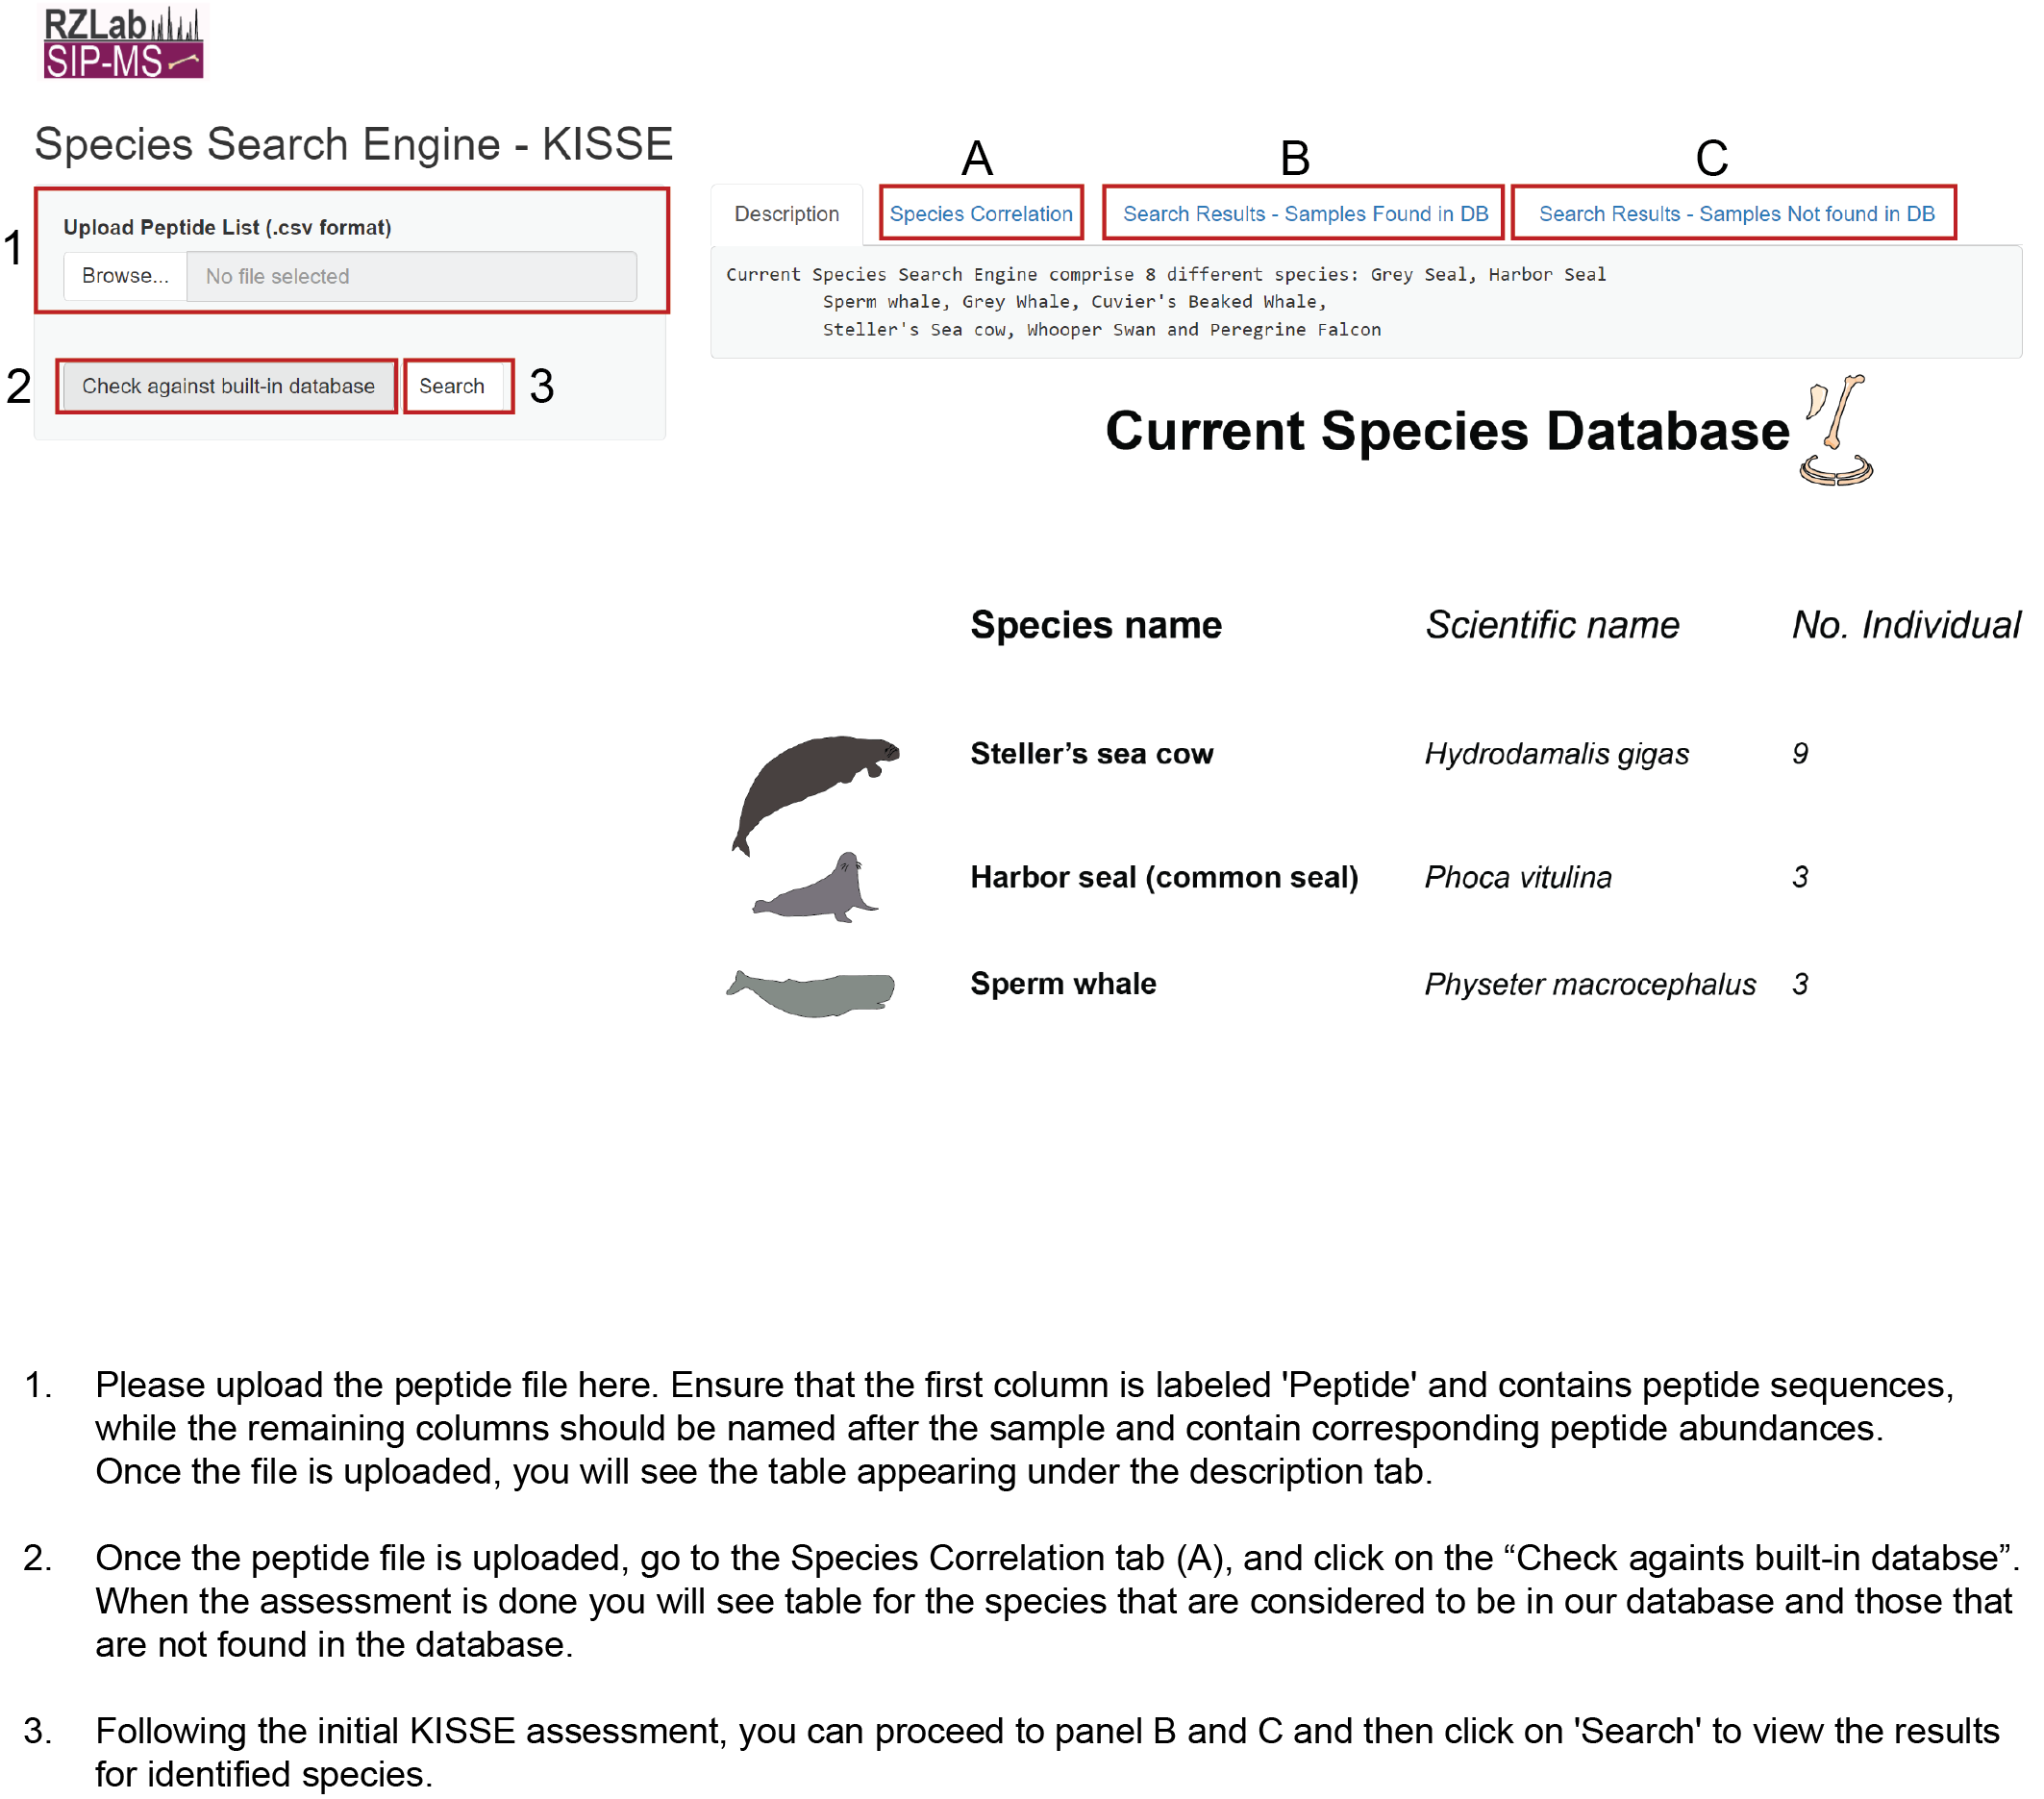 RZLab
SIP-MS
Species Search Engine - KISSE
A
B
C
1
Upload Peptide List (.csv format)
Browse...
No file selected
2
Check against built-in database
Search
3
Description
Species Correlation
Search Results - Samples Found in DB
Search Results - Samples Not found in DB
Current Species Search Engine comprise 8 different species: Grey Seal, Harbor Seal
Sperm whale, Grey Whale, Cuvier's Beaked Whale,
Steller's Sea cow, Whooper Swan and Peregrine Falcon
Current Species Database
Species name Scientific name No. Individual
Steller’s sea cow Hydrodamalis gigas 9
Harbor seal (common seal) Phoca vitulina 3
Sperm whale Physeter macrocephalus 3
1. Please upload the peptide file here. Ensure that the first column is labeled 'Peptide' and contains peptide sequences,
while the remaining columns should be named after the sample and contain corresponding peptide abundances.
Once the file is uploaded, you will see the table appearing under the description tab.
2. Once the peptide file is uploaded, go to the Species Correlation tab (A), and click on the “Check againts built-in databse”.
When the assessment is done you will see table for the species that are considered to be in our database and those that
are not found in the database.
3. Following the initial KISSE assessment, you can proceed to panel B and C and then click on 'Search' to view the results
for identified species.